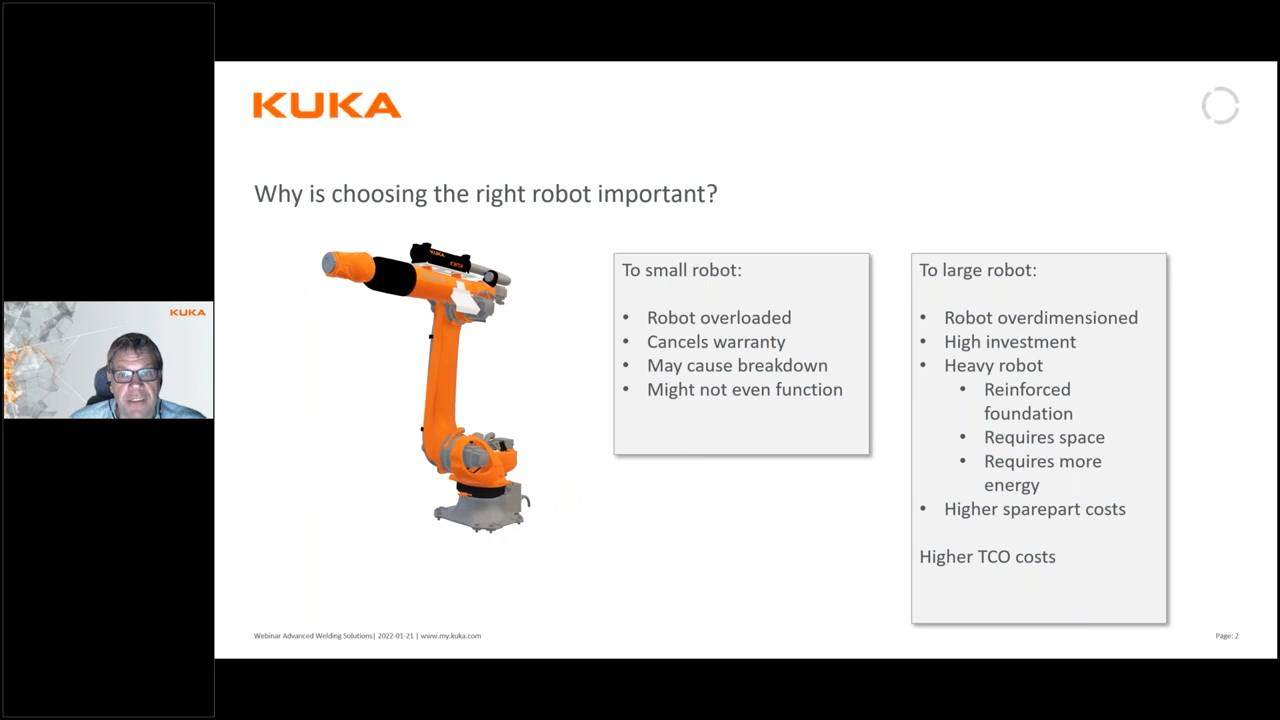 KUKA
KUKA
Why is choosing the right robot important?
To small robot:
• Robot overloaded
• Cancels warranty
• May cause breakdown
• Might not even function
To large robot:
• Robot overdimensioned
• High investment
• Heavy robot
• Reinforced
foundation
• Requires space
• Requires more
energy
• Higher sparepart costs
Higher TCO costs
KUKA
Webinar Advanced Welding Solutions| 2022-01-21 | www.my.kuka.com
Page: 2